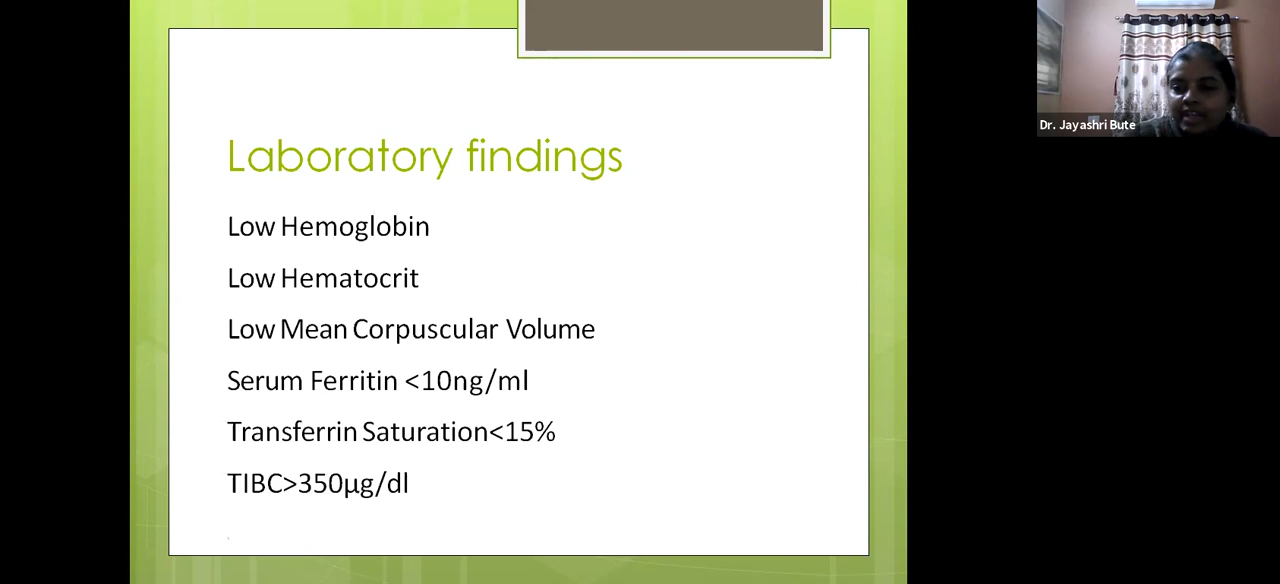 Laboratory findings
Low Hemoglobin
Low Hematocrit
Low Mean Corpuscular Volume
Serum Ferritin <10ng/ml
Transferrin Saturation<15%
TIBC>350µg/dl
Dr. Jayashri Bute